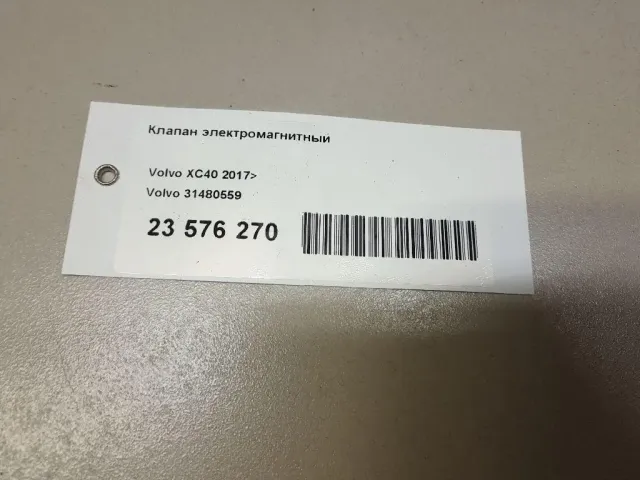 Клапан электромагнитный
Volvo XC40 2017>
Volvo 31480559
23 576 270